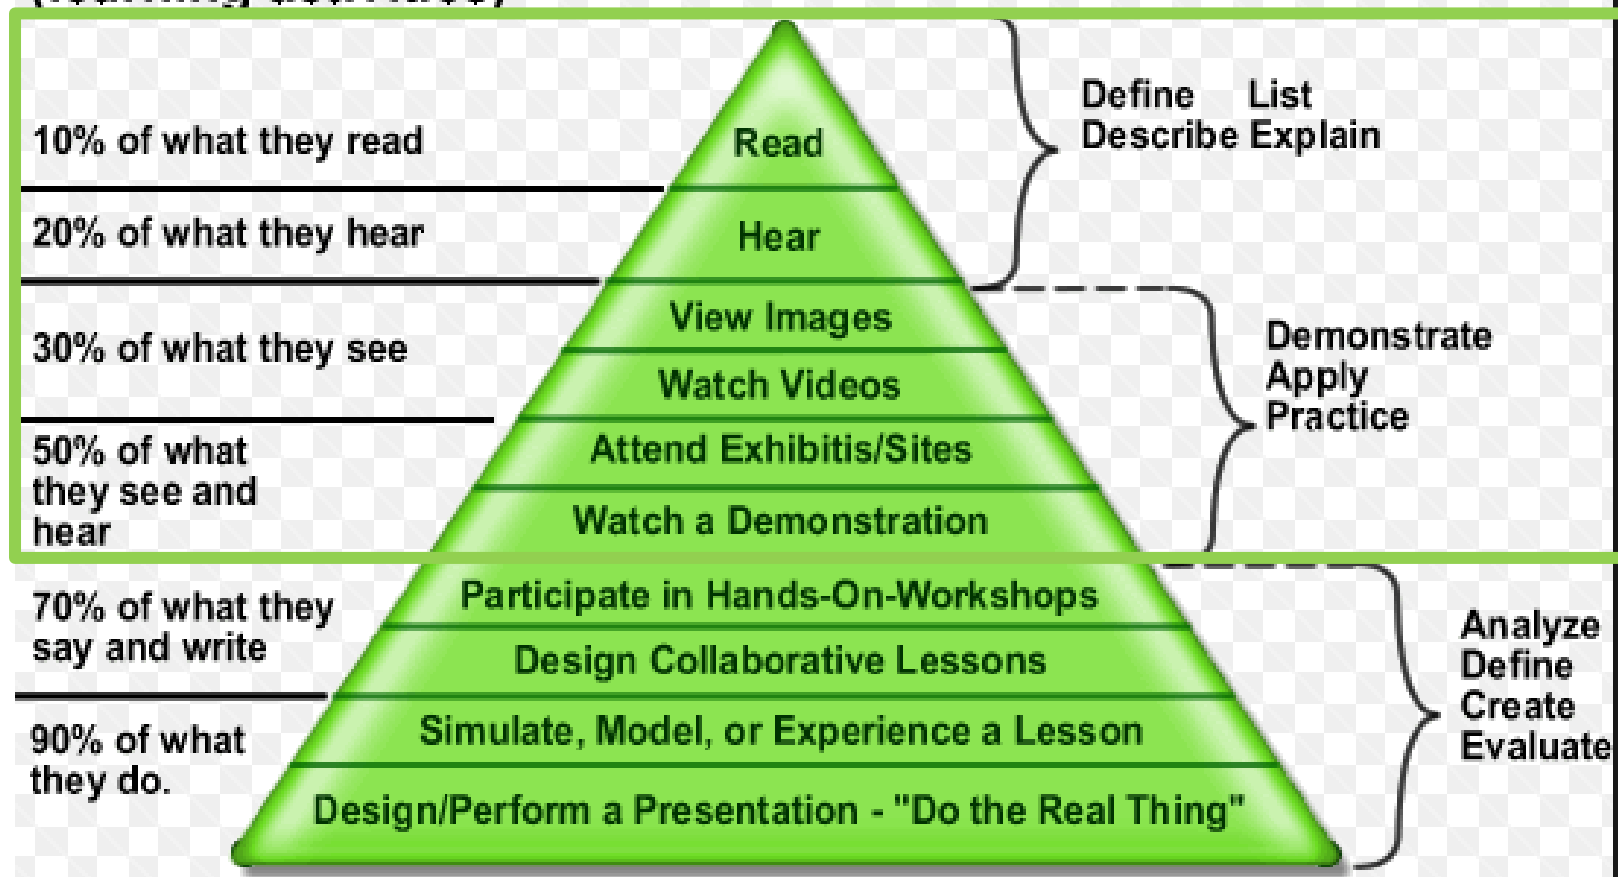 10% of what they read
20% of what they hear
30% of what they see
50% of what
they see and
hear
70% of what they
say and write
90% of what
they do.
Read
Hear
View Images
Watch Videos
Attend Exhibitis/Sites
Watch a Demonstration
Participate in Hands-On-Workshops
Design Collaborative Lessons
Simulate, Model, or Experience a Lesson
Design/Perform a Presentation - "Do the Real Thing"
Define List
Describe Explain
Demonstrate
Apply
Practice
Analyze
Define
Create
Evaluate